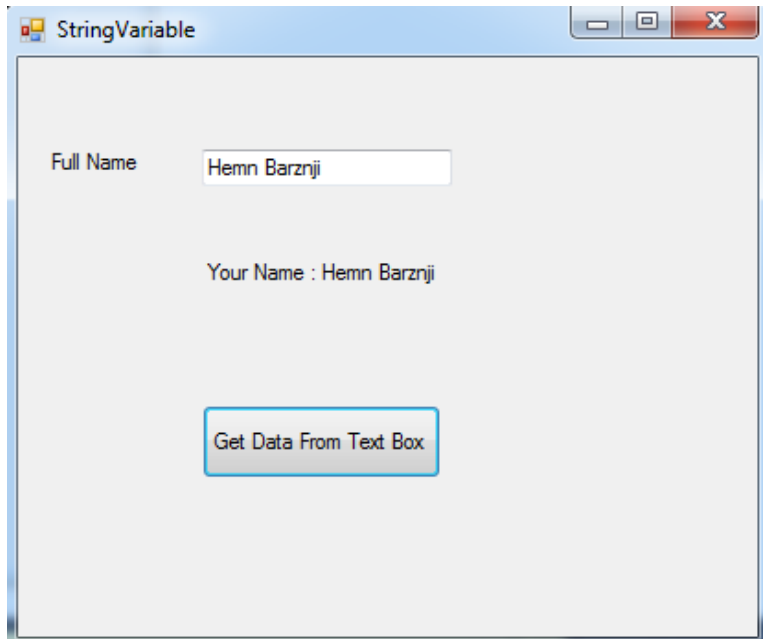 StringVariable
Full Name
Hemn Barznji
Your Name : Hemn Barznji
Get Data From Text Box